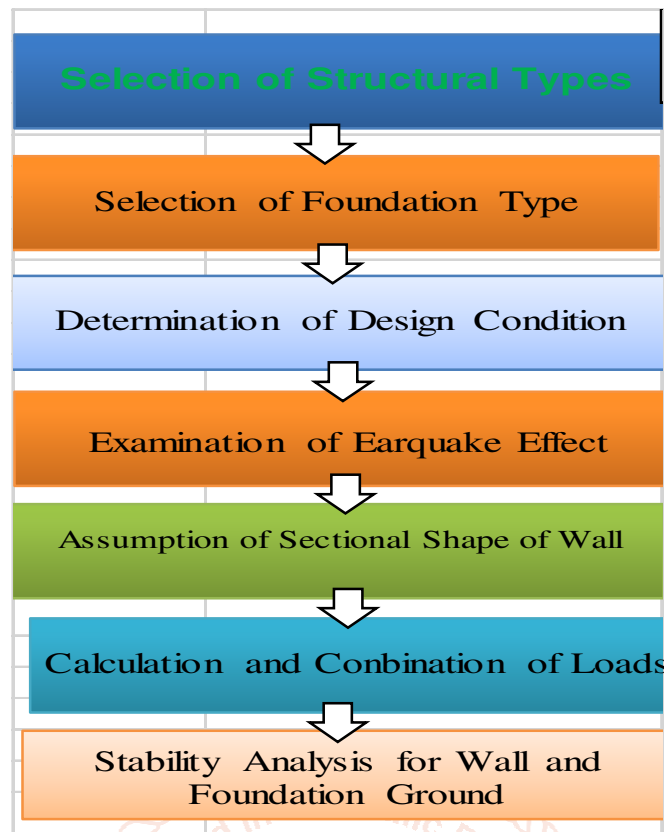 Selection of Structural Types
Selection of Foundation Type
Determination of Design Condition
Examination of Earquake Effect
Assumption of Sectional Shape of Wall
Calculation and Conbination of Loads
Stability Analysis for Wall and
Foundation Ground